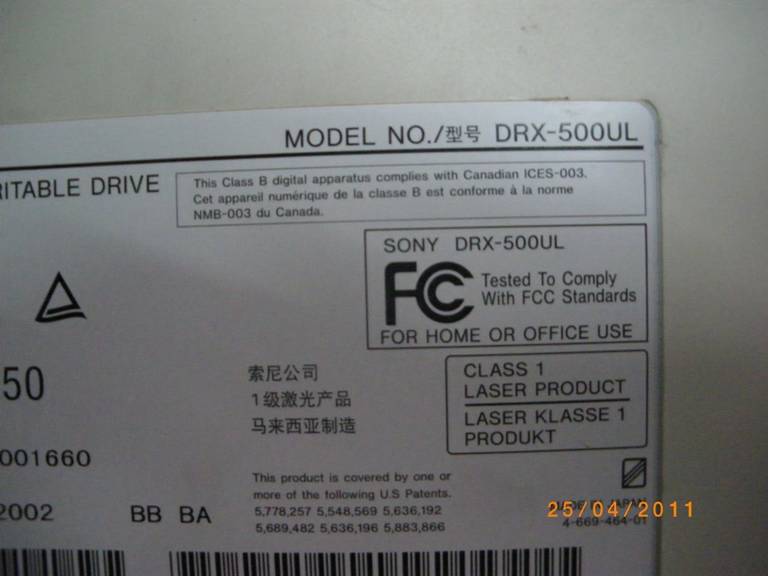 MODEL NO./型号 DRX-500UL
RITABLE DRIVE
This Class B digital apparatus complies with Canadian ICES-003.
Cet appareil numérique de la classe B est conforme à la norme
NMB-003 du Canada.
SONY DRX-500UL
FC Tested To Comply
With FCC Standards
FOR HOME OR OFFICE USE
50
索尼公司
1级激光产品
马来西亚制造
CLASS 1
LASER PRODUCT
LASER KLASSE 1
PRODUKT
001660
This product is covered by one or
more of the following U.S Patents.
5,778,257 5,548,569 5,636,192
5,689,482 5,636,196 5,883,866
2002 BB BA
25/04/2011
4-669-464-01